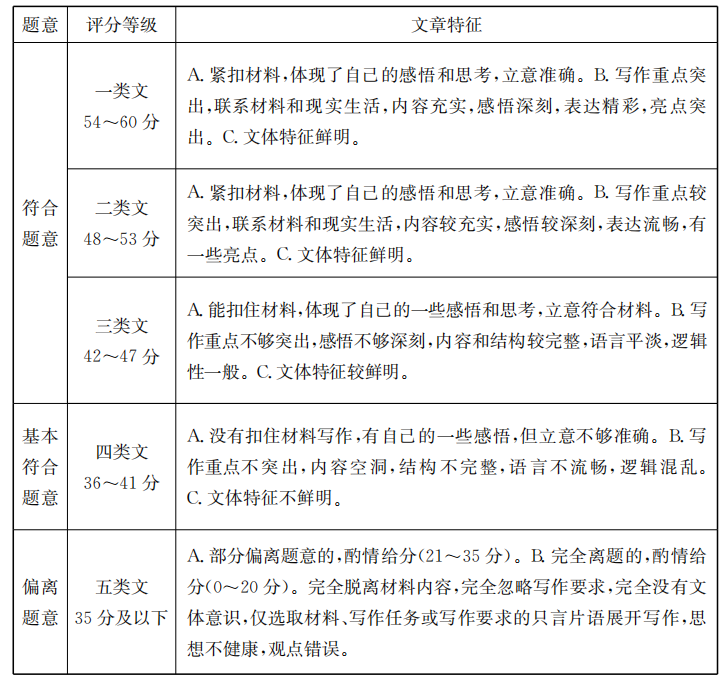 题意 评分等级 文章特征
符合
题意
一类文
54～60 分
A. 紧扣材料,体现了自己的感悟和思考,立意准确。B. 写作重点突
出,联系材料和现实生活,内容充实,感悟深刻,表达精彩,亮点突
出。C. 文体特征鲜明。
二类文
48～53 分
A. 紧扣材料,体现了自己的感悟和思考,立意准确。B. 写作重点较
突出,联系材料和现实生活,内容较充实,感悟较深刻,表达流畅,有
一些亮点。C. 文体特征鲜明。
三类文
42～47 分
A. 能扣住材料,体现了自己的一些感悟和思考,立意符合材料。B. 写
作重点不够突出,感悟不够深刻,内容和结构较完整,语言平淡,逻辑
性一般。C. 文体特征较鲜明。
基本
符合
题意
四类文
36～41 分
A. 没有扣住材料写作,有自己的一些感悟,但立意不够准确。B. 写
作重点不突出,内容空洞,结构不完整,语言不流畅,逻辑混乱。
C. 文体特征不鲜明。
偏离
题意
五类文
35 分及以下
A. 部分偏离题意的,酌情给分(21～35 分)。B. 完全离题的,酌情给
分(0～20 分)。完全脱离材料内容,完全忽略写作要求,完全没有文
体意识,仅选取材料、写作任务或写作要求的只言片语展开写作,思
想不健康,观点错误。